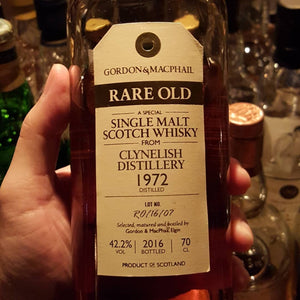 GORDON & MACPHAIL
RARE OLD
A SPECIAL
SINGLE MALT
SCOTCH WHISKY
FROM
CLYNELISH
DISTILLERY
1972
DISTILLED
LOT NO.
RO/16/07
Selected, matured and bottled by
Gordon & MacPhail, Elgin
42.2% 2016 70
VOL BOTTLED CL
PRODUCT OF SCOTLAND